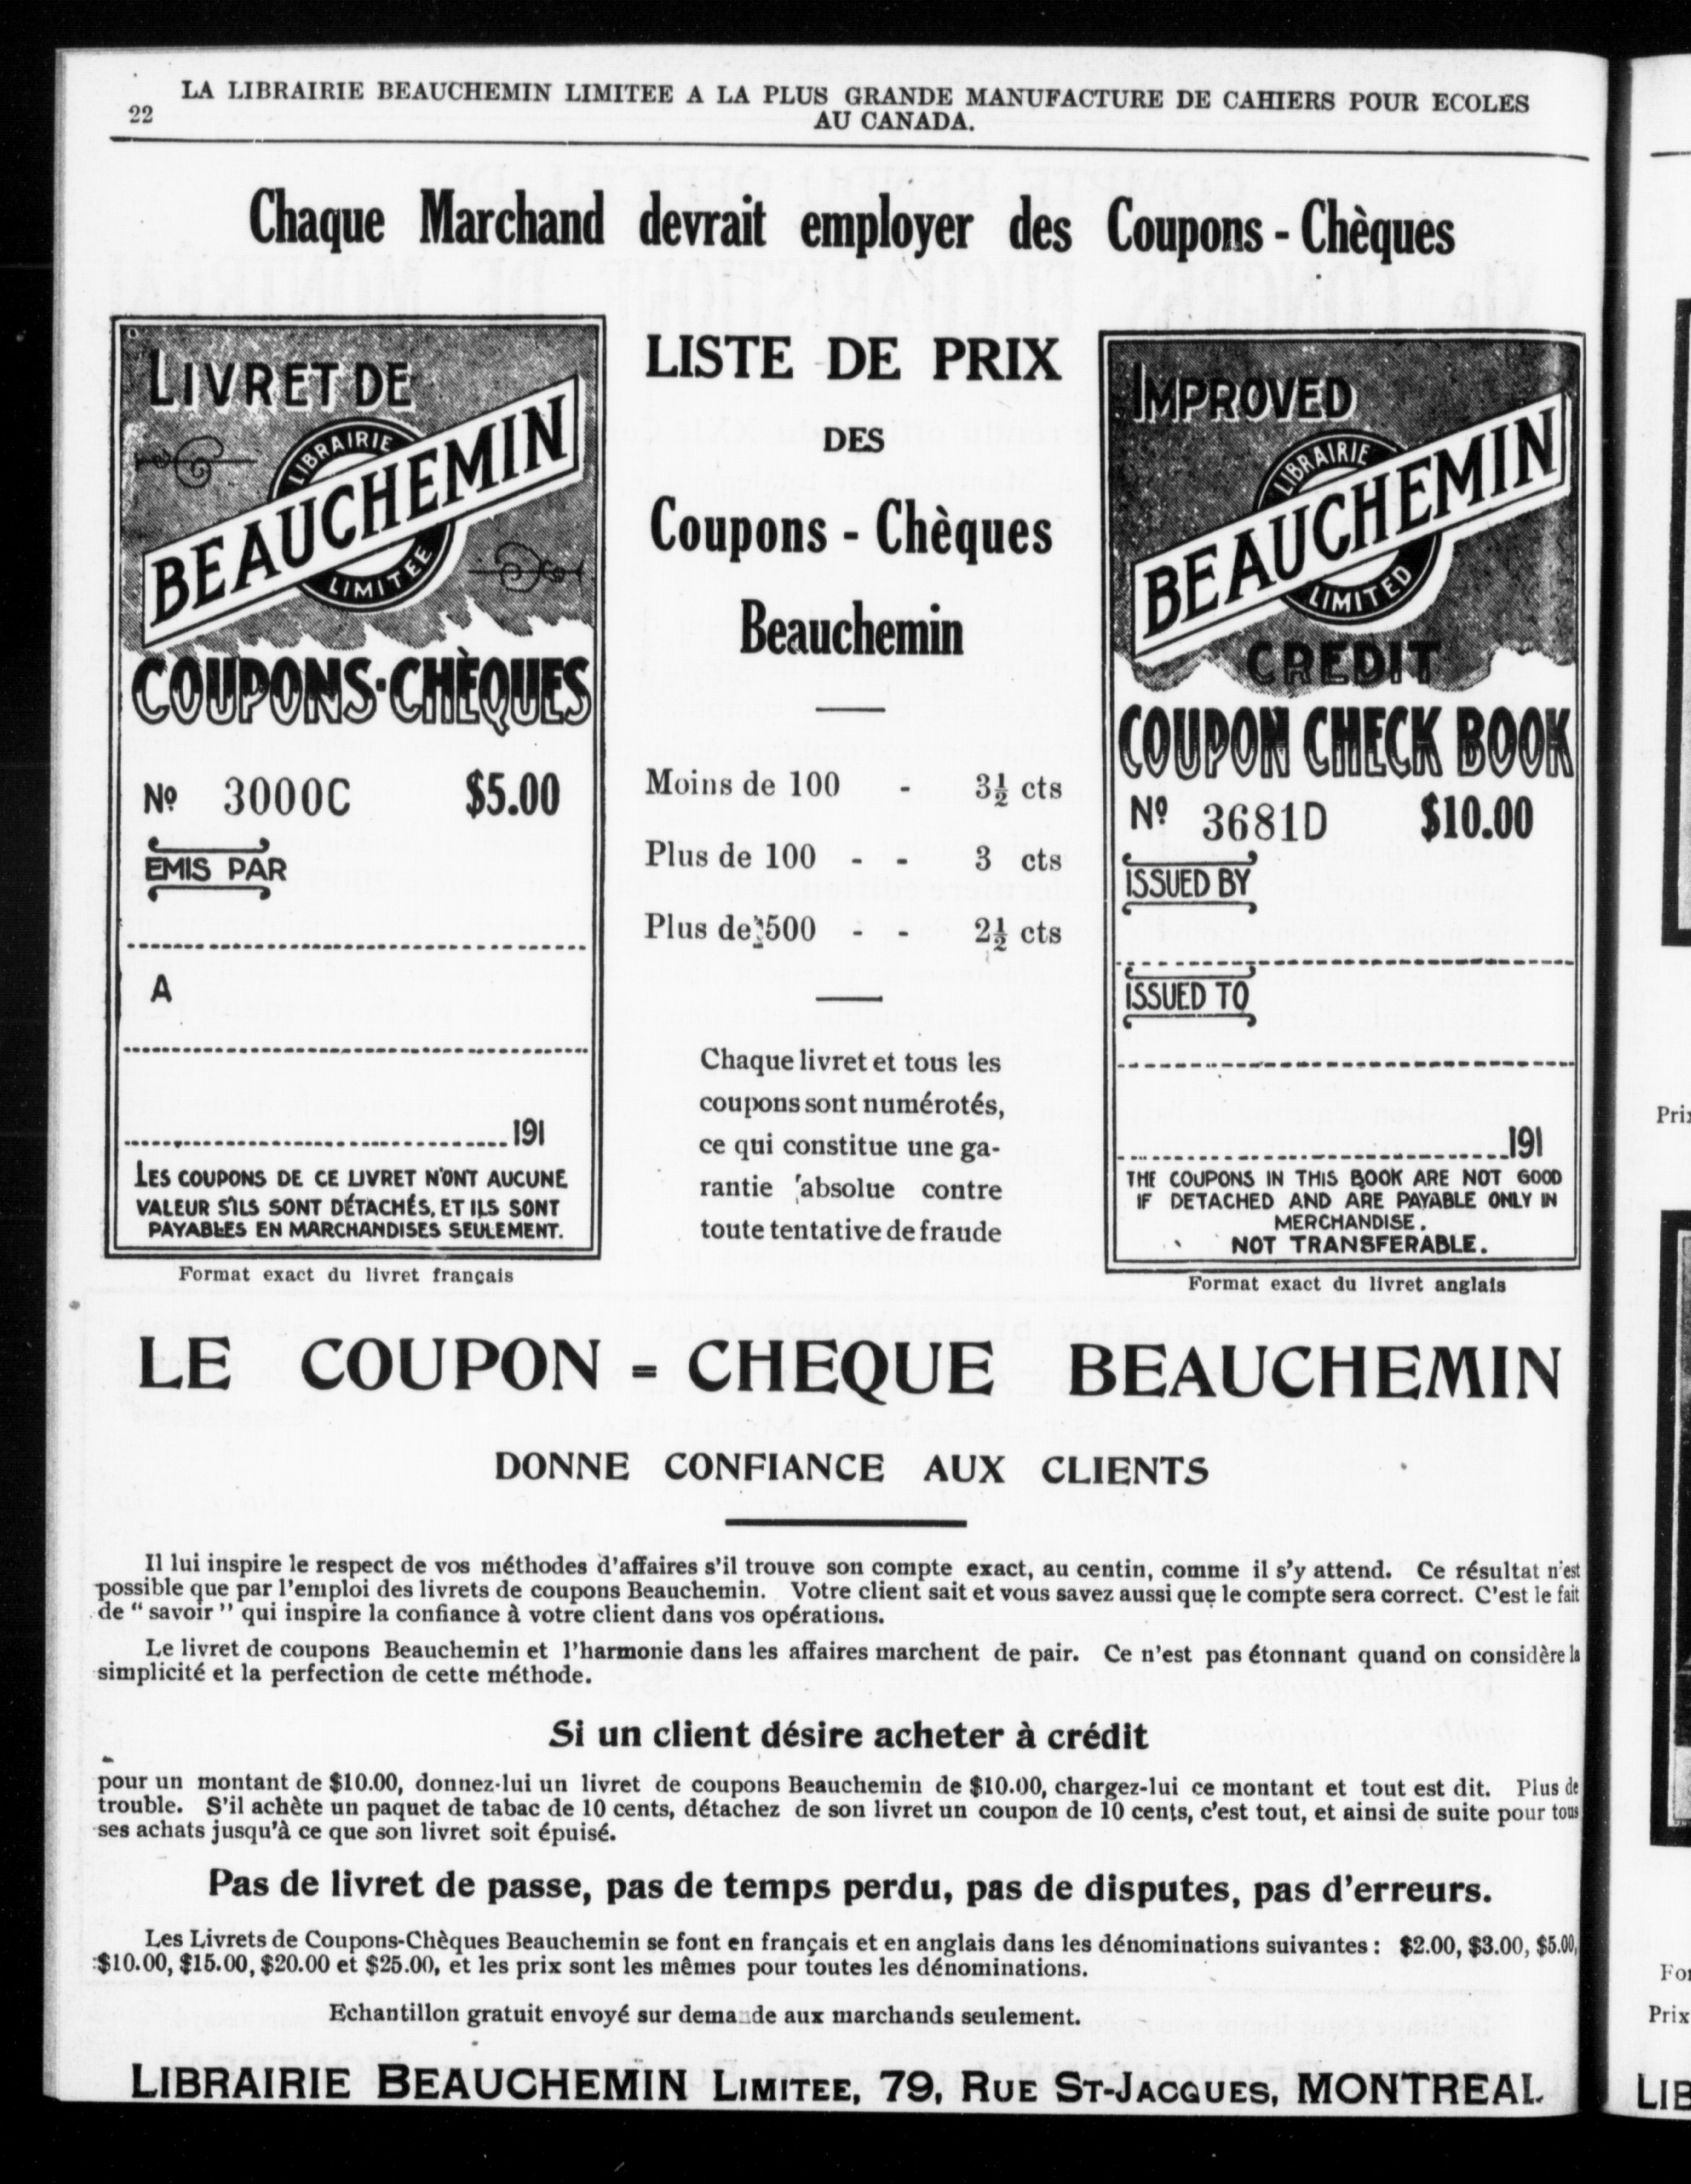 LA LIBRAIRIE BEAUCHEMIN LIMITEE A LA PLUS GRANDE MANUFACTURE DE CAHIERS POUR ECOLES
22
AU CANADA.
Chaque Marchand devrait employer des Coupons - Chèques
LIVRET DE
LIBRAIRIE
BEAUCHEMIN
LIMITEE
COUPONS-CHÈQUES
Nº 3000C $5.00
EMIS PAR
A
191
LES COUPONS DE CE LIVRET N'ONT AUCUNE
VALEUR S'ILS SONT DÉTACHÉS, ET ILS SONT
PAYABLES EN MARCHANDISES SEULEMENT.
Format exact du livret français
LISTE DE PRIX
DES
Coupons - Chèques
Beauchemin
Moins de 100 - 3½ cts
Plus de 100 - - 3 cts
Plus de 500 - - 2½ cts
Chaque livret et tous les
coupons sont numérotés,
ce qui constitue une ga-
rantie absolue contre
toute tentative de fraude
IMPROVED
LIBRAIRIE
BEAUCHEMIN
LIMITED
CREDIT
COUPON CHECK BOOK
Nº 3681D $10.00
ISSUED BY
ISSUED TO
191
THE COUPONS IN THIS BOOK ARE NOT GOOD
IF DETACHED AND ARE PAYABLE ONLY IN
MERCHANDISE.
NOT TRANSFERABLE.
Format exact du livret anglais
LE COUPON = CHEQUE BEAUCHEMIN
DONNE CONFIANCE AUX CLIENTS
Il lui inspire le respect de vos méthodes d'affaires s'il trouve son compte exact, au centin, comme il s'y attend. Ce résultat n'est
possible que par l'emploi des livrets de coupons Beauchemin. Votre client sait et vous savez aussi que le compte sera correct. C'est le fait
de " savoir " qui inspire la confiance à votre client dans vos opérations.
Le livret de coupons Beauchemin et l'harmonie dans les affaires marchent de pair. Ce n'est pas étonnant quand on considère la
simplicité et la perfection de cette méthode.
Si un client désire acheter à crédit
pour un montant de $10.00, donnez-lui un livret de coupons Beauchemin de $10.00, chargez-lui ce montant et tout est dit. Plus de
trouble. S'il achète un paquet de tabac de 10 cents, détachez de son livret un coupon de 10 cents, c'est tout, et ainsi de suite pour tous
ses achats jusqu'à ce que son livret soit épuisé.
Pas de livret de passe, pas de temps perdu, pas de disputes, pas d'erreurs.
Les Livrets de Coupons-Chèques Beauchemin se font en français et en anglais dans les dénominations suivantes : $2.00, $3.00, $5.00,
$10.00, $15.00, $20.00 et $25.00, et les prix sont les mêmes pour toutes les dénominations.
Echantillon gratuit envoyé sur demande aux marchands seulement.
LIBRAIRIE BEAUCHEMIN LIMITEE, 79, RUE ST-JACQUES, MONTREAL
Prix